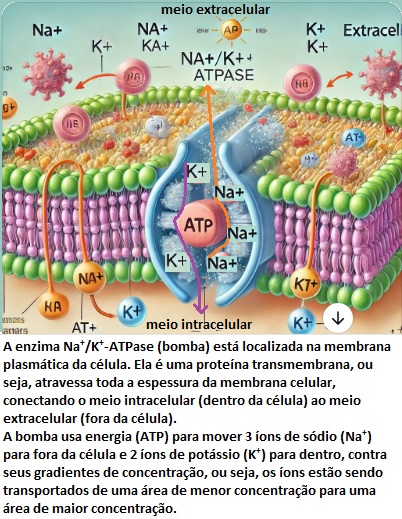 meio extracelular
Na+
NA+
KA+
K+
AP
K+
K+
Extracel
NA+/K++
ATPASE
AT+
K+
Na+
ATP
Na+
K+
Na+
NA+
K+
AT+
K+
meio intracelular
A enzima Na⁺/K⁺-ATPase (bomba) está localizada na membrana
plasmática da célula. Ela é uma proteína transmembrana, ou
seja, atravessa toda a espessura da membrana celular,
conectando o meio intracelular (dentro da célula) ao meio
extracelular (fora da célula).
A bomba usa energia (ATP) para mover 3 íons de sódio (Na⁺)
para fora da célula e 2 íons de potássio (K⁺) para dentro, contra
seus gradientes de concentração, ou seja, os íons estão sendo
transportados de uma área de menor concentração para uma
área de maior concentração.